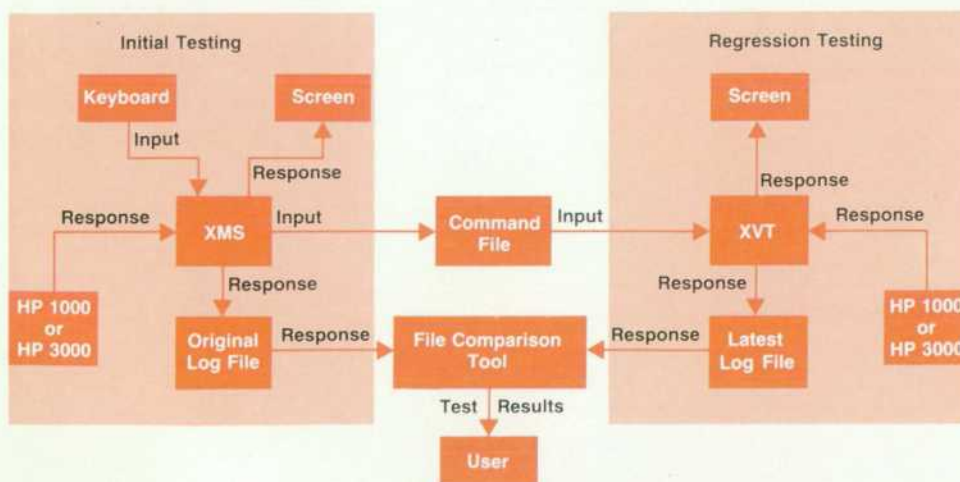 Initial Testing
Regression Testing
Keyboard
Screen
Screen
Input
Response
Response
Response
XMS
Input
Command
File
Input
XVT
Response
Response
Response
HP 1000
or
HP 3000
Original
Log File
Response
File Comparison
Tool
Response
Latest
Log File
HP 1000
or
HP 3000
Test Results
User